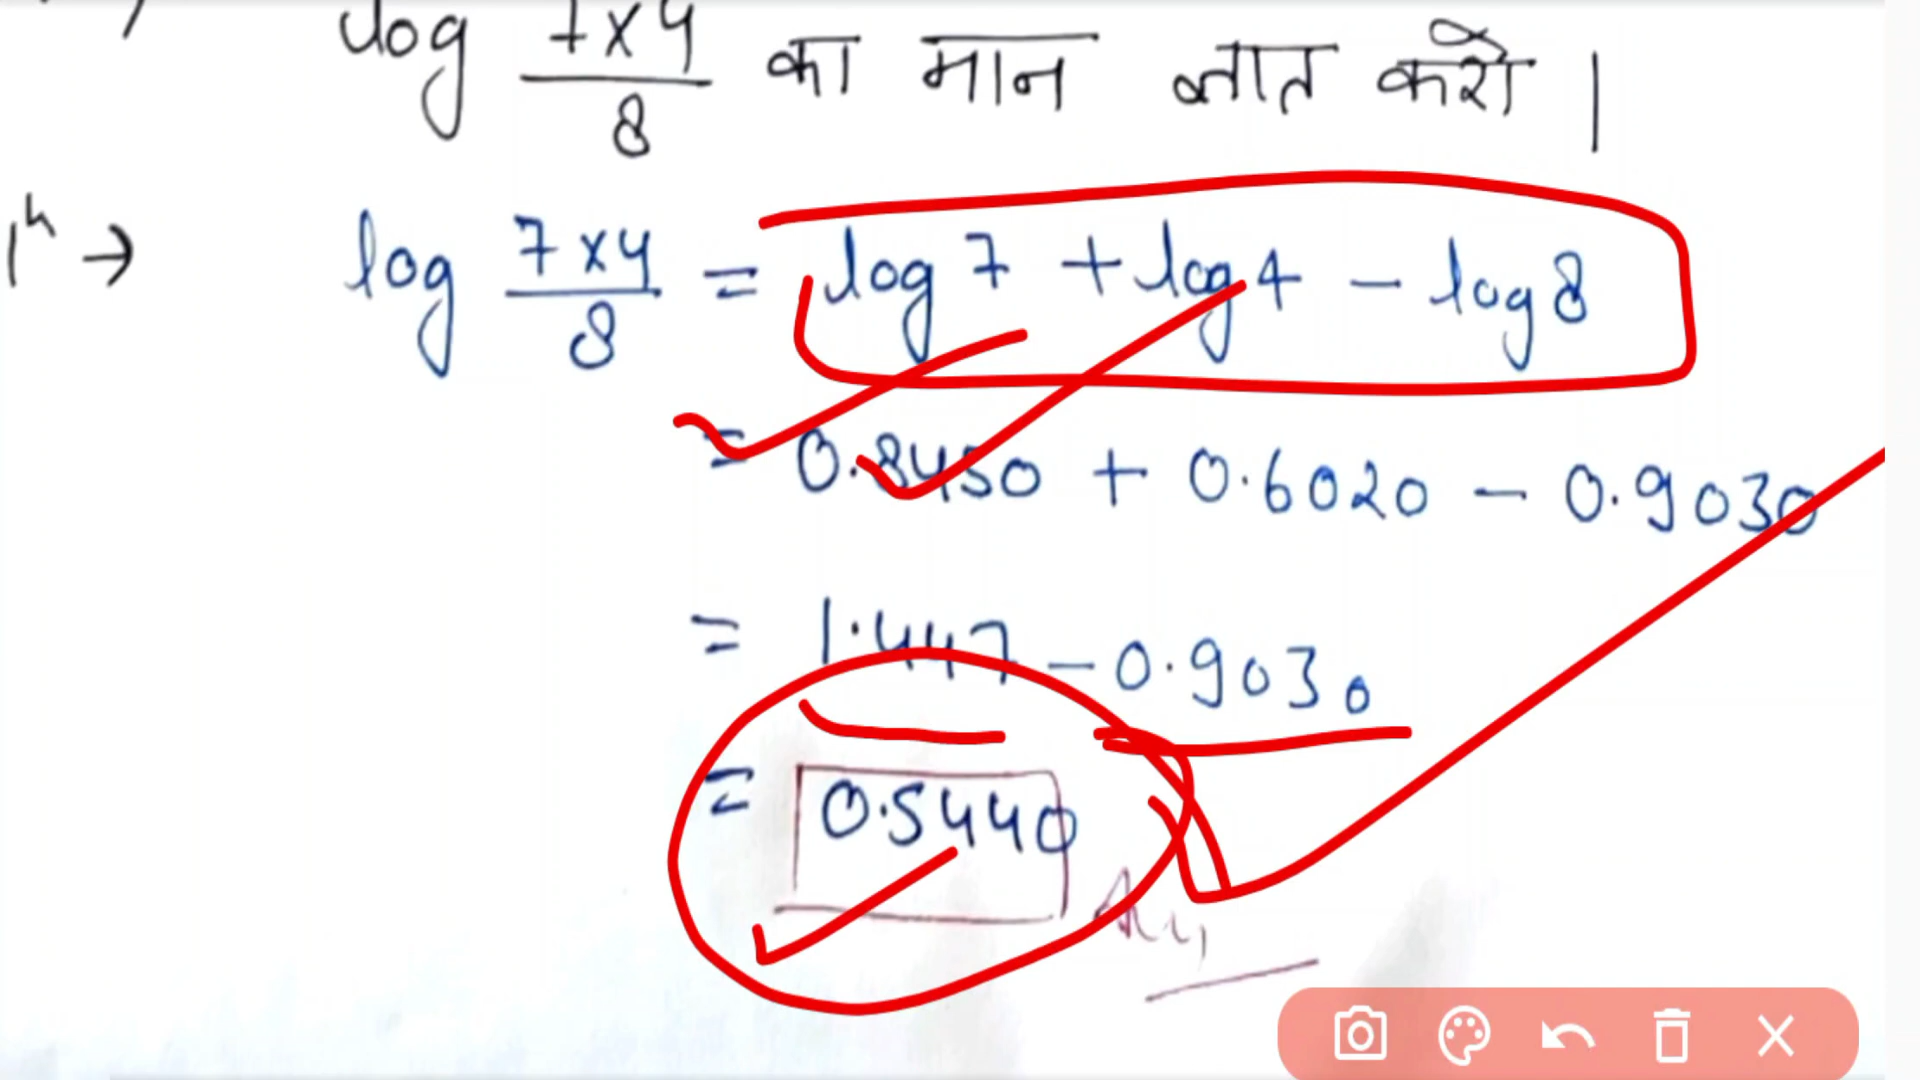 log 7×4/8 का मान ज्ञात करो ।
1ʰ → log 7×4/8 = log 7 + log 4 - log 8
= 0.8450 + 0.6020 - 0.9030
= 1.447 - 0.9030
= 0.5440